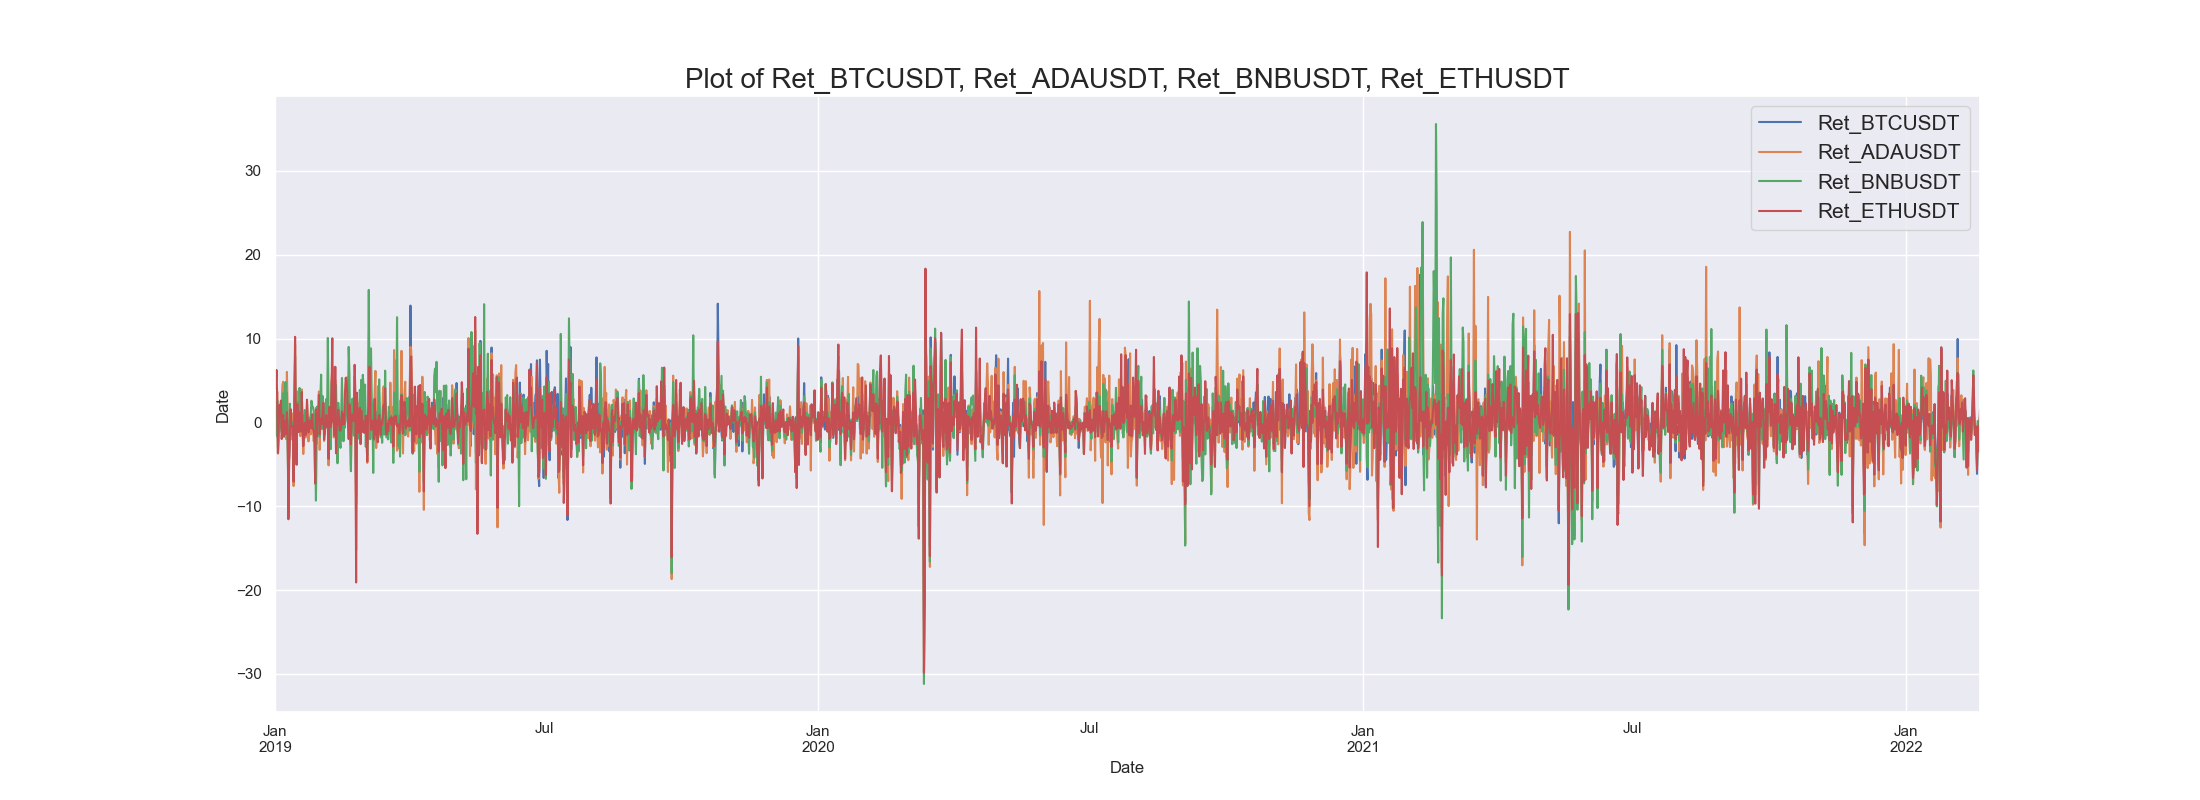 Plot of Ret_BTCUSDT, Ret_ADAUSDT, Ret_BNBUSDT, Ret_ETHUSDT
Ret_BTCUSDT
Ret_ADAUSDT
Ret_BNBUSDT
Ret_ETHUSDT
Date
30
20
10
0
−10
−20
−30
Jan
2019
Jul
Jan
2020
Jul
Jan
2021
Jul
Jan
2022
Date